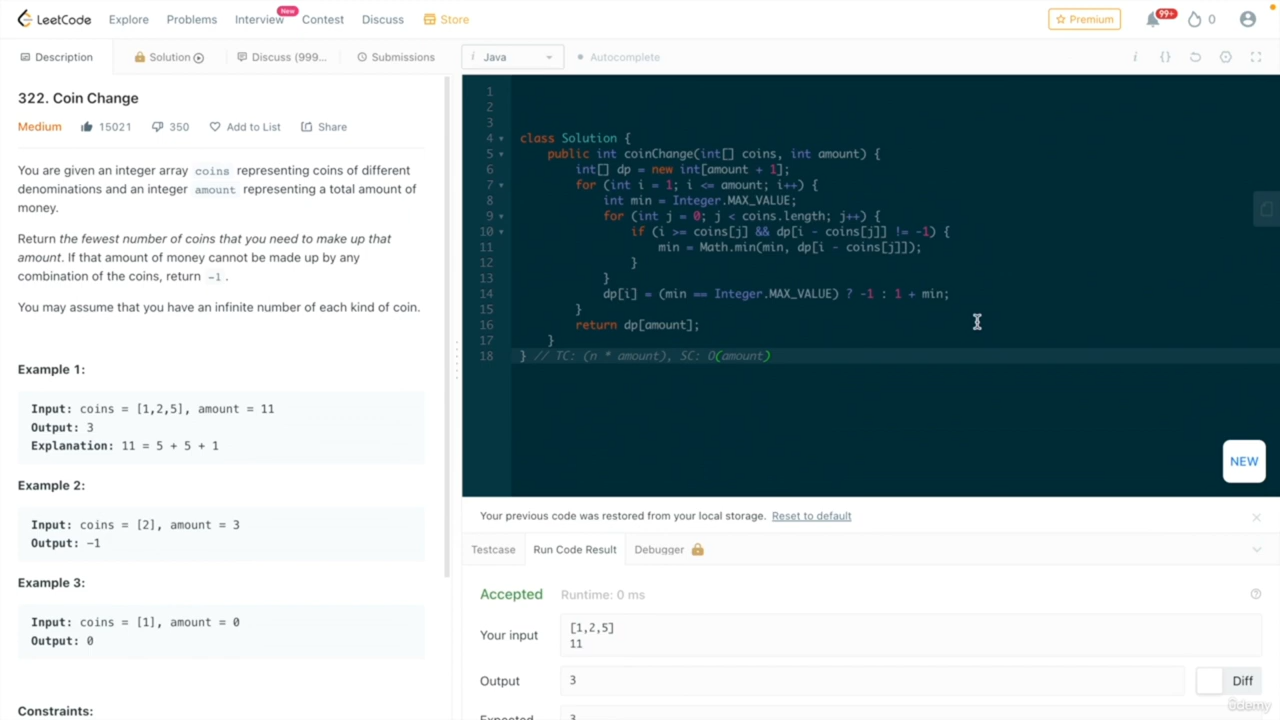 LeetCode Explore Problems Interview New Contest Discuss Store Premium 99+ 0
Description Solution Discuss (999... Submissions Java Autocomplete
322. Coin Change
Medium 15021 350 Add to List Share
You are given an integer array coins representing coins of different
denominations and an integer amount representing a total amount of
money.
Return the fewest number of coins that you need to make up that
amount. If that amount of money cannot be made up by any
combination of the coins, return -1 .
You may assume that you have an infinite number of each kind of coin.
Example 1:
Input: coins = [1,2,5], amount = 11
Output: 3
Explanation: 11 = 5 + 5 + 1
Example 2:
Input: coins = [2], amount = 3
Output: -1
Example 3:
Input: coins = [1], amount = 0
Output: 0
Constraints:
1
2
3
4 class Solution {
5 public int coinChange(int[] coins, int amount) {
6 int[] dp = new int[amount + 1];
7 for (int i = 1; i <= amount; i++) {
8 int min = Integer.MAX_VALUE;
9 for (int j = 0; j < coins.length; j++) {
10 if (i >= coins[j] && dp[i - coins[j]] != -1) {
11 min = Math.min(min, dp[i - coins[j]]);
12 }
13 }
14 dp[i] = (min == Integer.MAX_VALUE) ? -1 : 1 + min;
15 }
16 return dp[amount];
17 }
18 } // TC: (n * amount), SC: O(amount)
NEW
Your previous code was restored from your local storage. Reset to default
Testcase Run Code Result Debugger
Accepted Runtime: 0 ms
Your input
[1,2,5]
11
Output 3 Diff
Expected 3
ûdemy